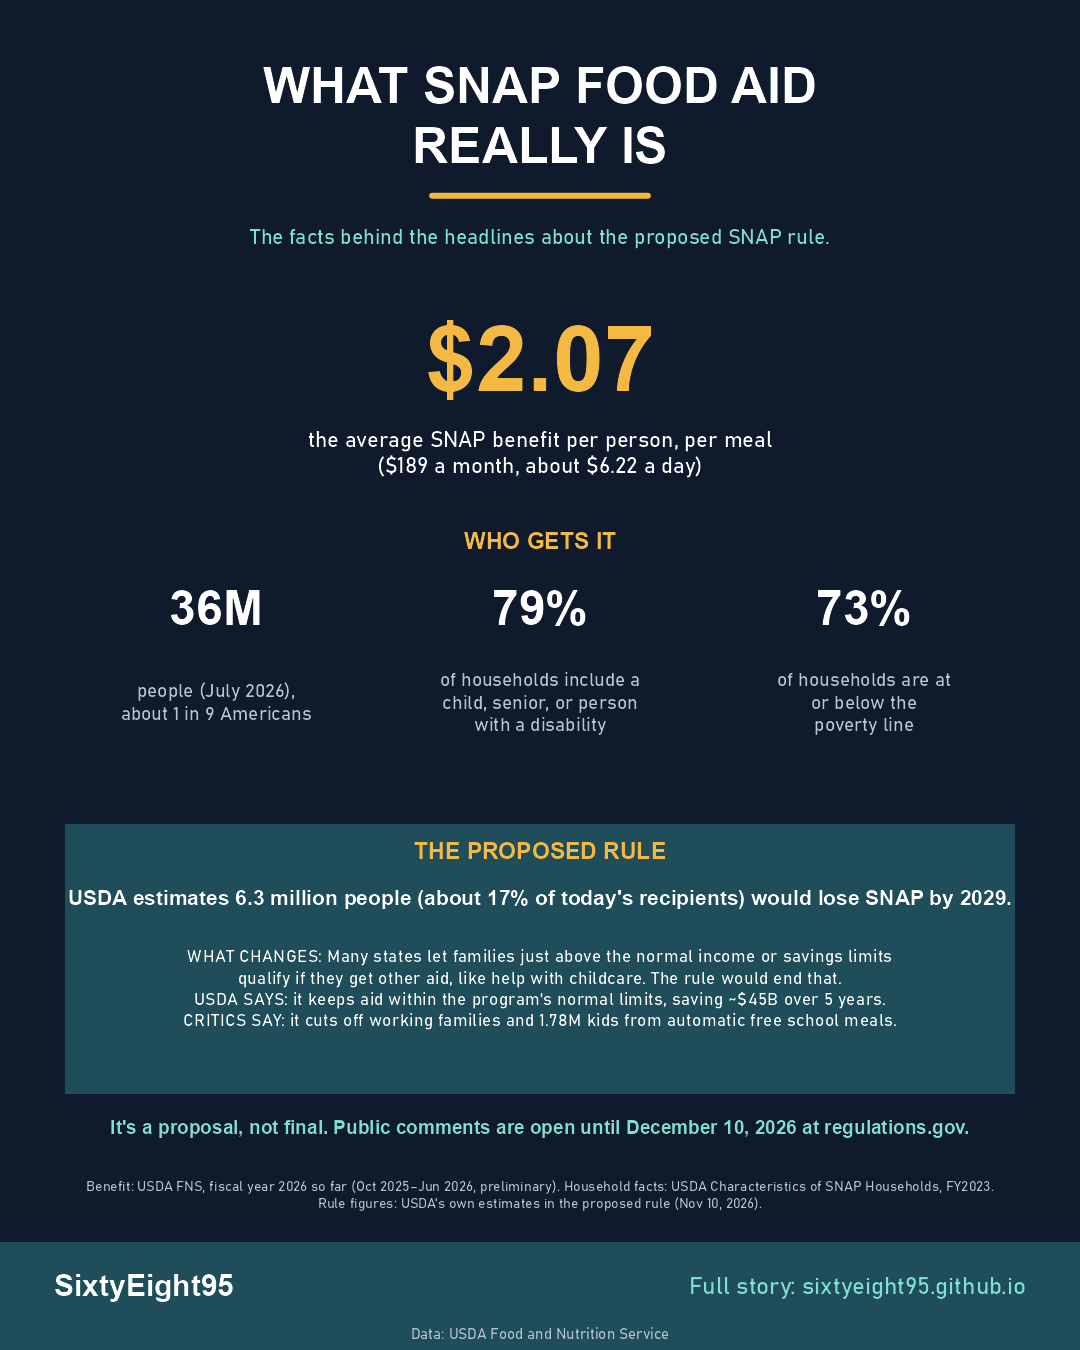 WHAT SNAP FOOD AID
REALLY IS
The facts behind the headlines about the proposed SNAP rule.
$2.07
the average SNAP benefit per person, per meal
($189 a month, about $6.22 a day)
WHO GETS IT
36M
people (July 2026),
about 1 in 9 Americans
79%
of households include a
child, senior, or person
with a disability
73%
of households are at
or below the
poverty line
THE PROPOSED RULE
USDA estimates 6.3 million people (about 17% of today's recipients) would lose SNAP by 2029.
WHAT CHANGES: Many states let families just above the normal income or savings limits
qualify if they get other aid, like help with childcare. The rule would end that.
USDA SAYS: it keeps aid within the program's normal limits, saving ~$45B over 5 years.
CRITICS SAY: it cuts off working families and 1.78M kids from automatic free school meals.
It's a proposal, not final. Public comments are open until December 10, 2026 at regulations.gov.
Benefit: USDA FNS, fiscal year 2026 so far (Oct 2025–Jun 2026, preliminary). Household facts: USDA Characteristics of SNAP Households, FY2023.
Rule figures: USDA's own estimates in the proposed rule (Nov 10, 2026).
SixtyEight95
Full story: sixtyeight95.github.io
Data: USDA Food and Nutrition Service